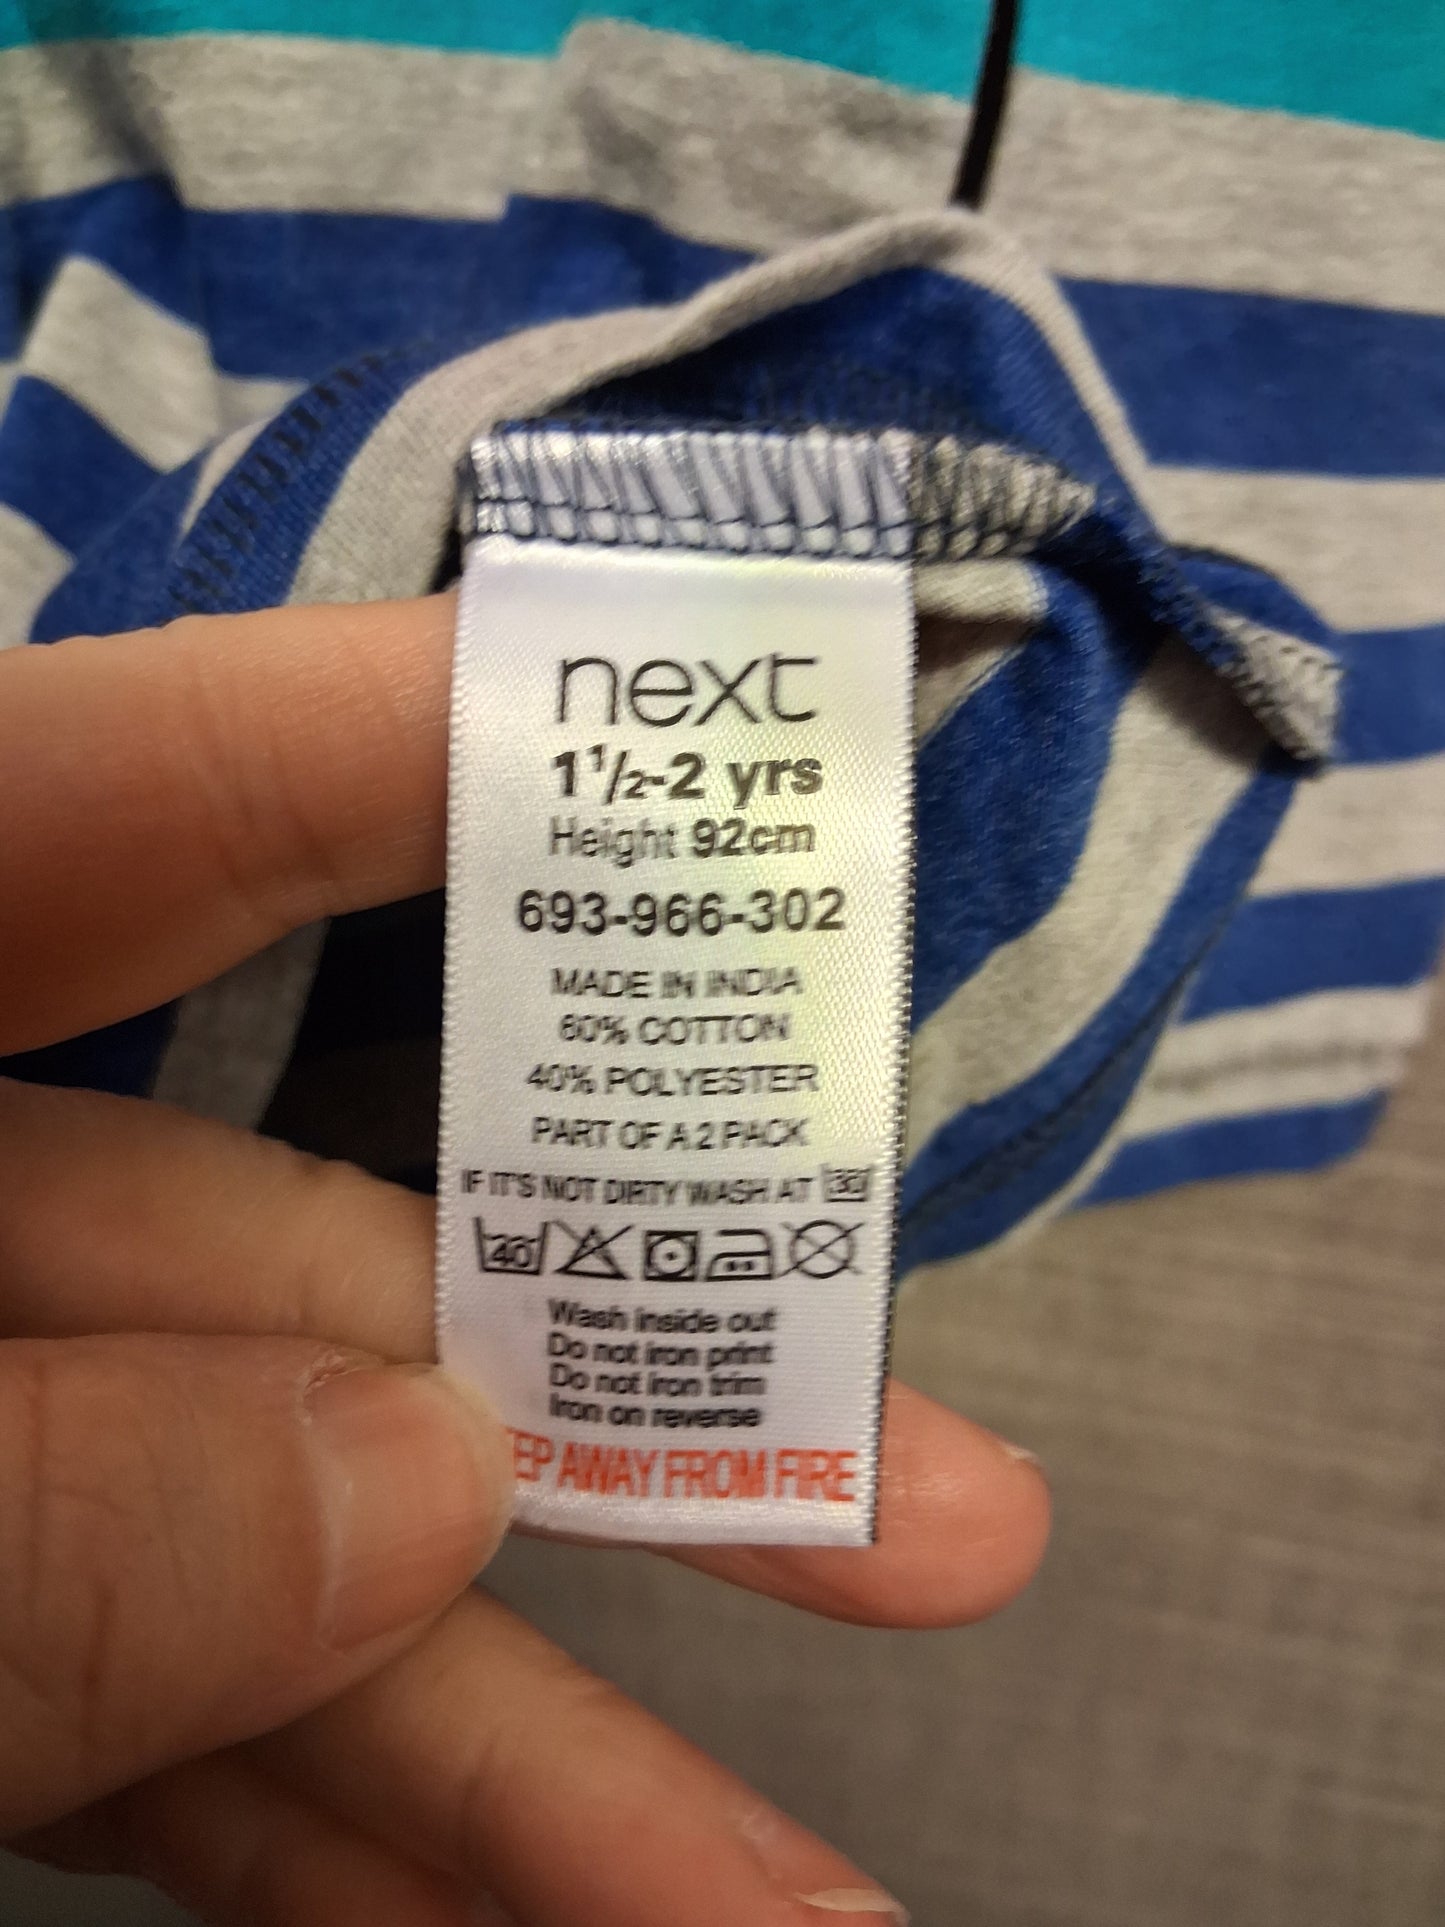 next
1 1/2-2 yrs
Height 92cm
693-966-302
MADE IN INDIA
60% COTTON
40% POLYESTER
PART OF A 2 PACK
IF IT'S NOT DIRTY WASH AT 30
40
Wash inside out
Do not iron print
Do not iron trim
Iron on reverse
EP AWAY FROM FIRE